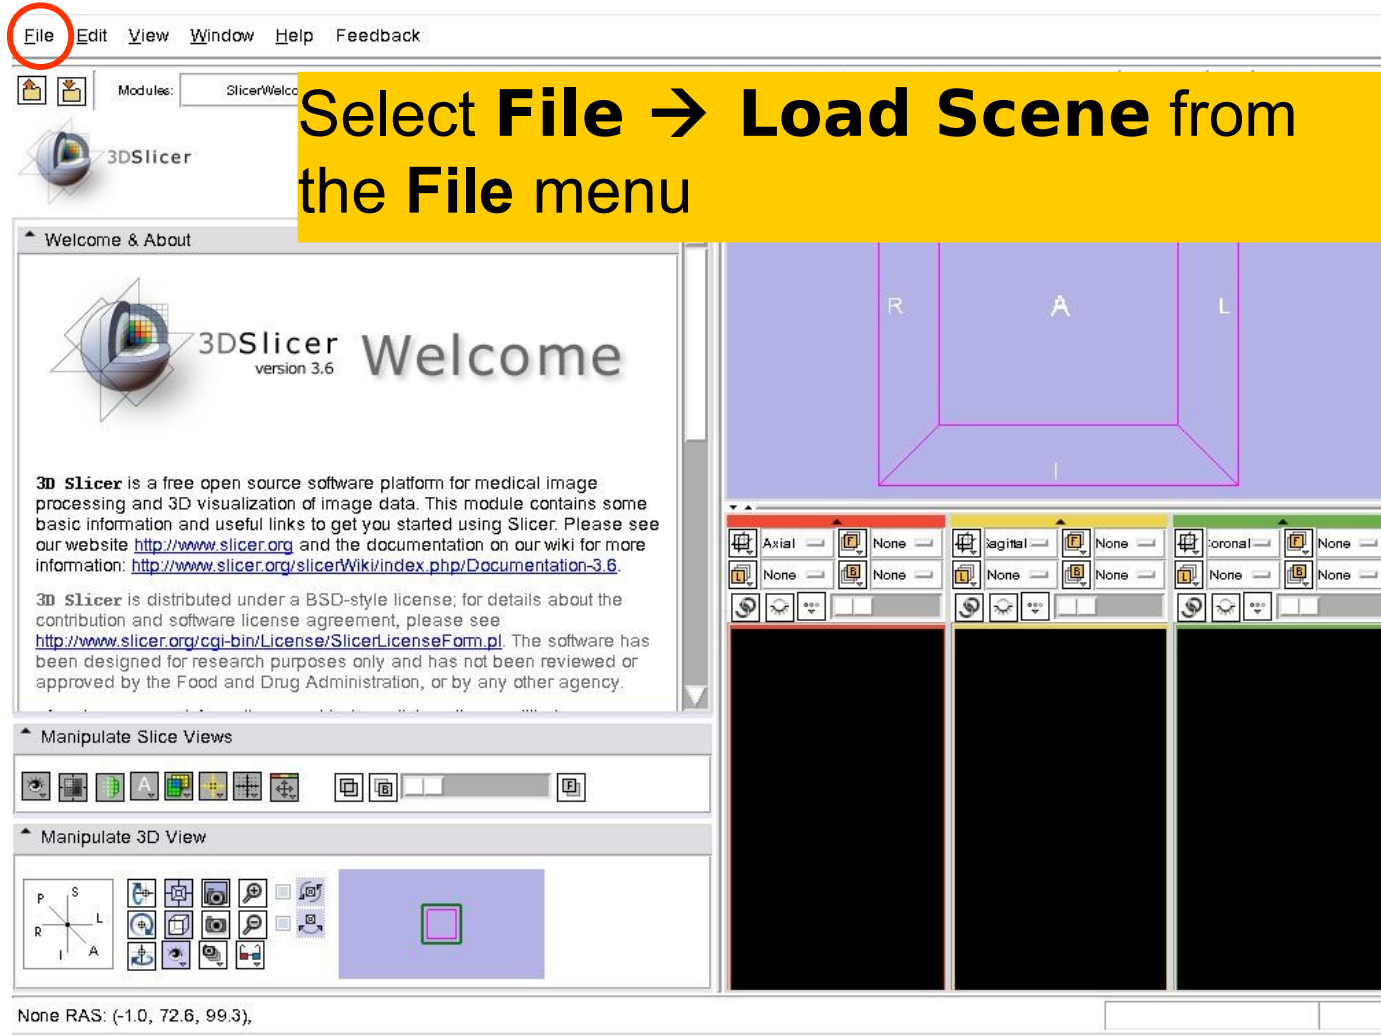 File Edit View Window Help Feedback
Modules: SlicerWelco
Select File → Load Scene from
the File menu
3DSlicer
Welcome & About
3DSlicer Welcome
version 3.6
3D Slicer is a free open source software platform for medical image
processing and 3D visualization of image data. This module contains some
basic information and useful links to get you started using Slicer. Please see
our website http://www.slicer.org and the documentation on our wiki for more
information: http://www.slicer.org/slicerWiki/index.php/Documentation-3.6.
3D Slicer is distributed under a BSD-style license; for details about the
contribution and software license agreement, please see
http://www.slicer.org/cgi-bin/License/SlicerLicenseForm.pl. The software has
been designed for research purposes only and has not been reviewed or
approved by the Food and Drug Administration, or by any other agency.
R A L
I
Axial F None
L None B None
Sagittal F None
L None B None
Coronal F None
L None B None
Manipulate Slice Views
A B F
Manipulate 3D View
P S
R L
I A
None RAS: (-1.0, 72.6, 99.3),